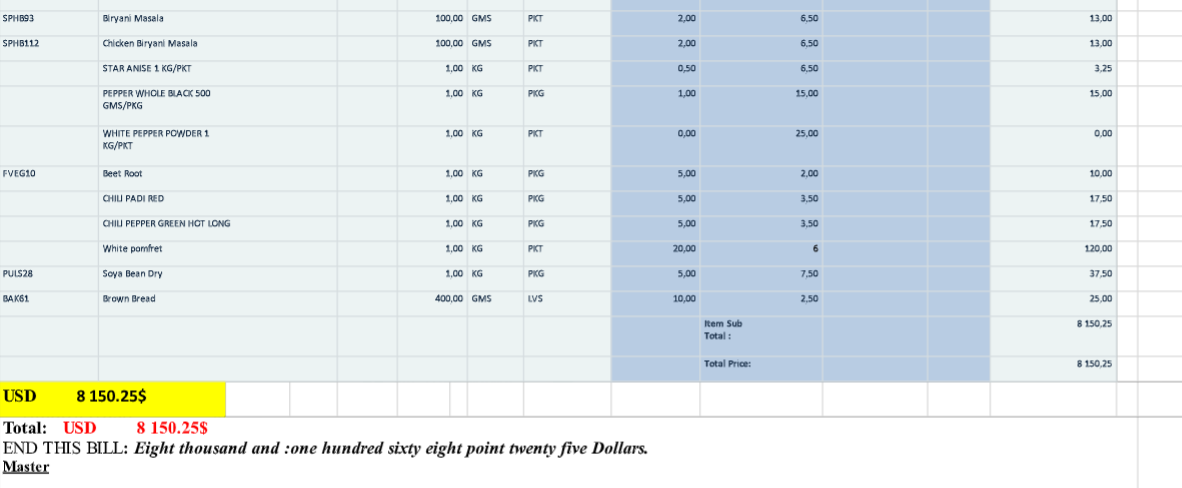 SPHB93 Biryani Masala 100,00 GMS PKT 2,00 6,50 13,00
SPHB112 Chicken Biryani Masala 100,00 GMS PKT 2,00 6,50 13,00
STAR ANISE 1 KG/PKT 1,00 KG PKT 0,50 6,50 3,25
PEPPER WHOLE BLACK 500 1,00 KG PKG 1,00 15,00 15,00
GMS/PKG
WHITE PEPPER POWDER 1 1,00 KG PKT 0,00 25,00 0,00
KG/PKT
FVEG10 Beet Root 1,00 KG PKG 5,00 2,00 10,00
CHILI PADI RED 1,00 KG PKG 5,00 3,50 17,50
CHILI PEPPER GREEN HOT LONG 1,00 KG PKG 5,00 3,50 17,50
White pomfret 1,00 KG PKT 20,00 6 120,00
PULS28 Soya Bean Dry 1,00 KG PKG 5,00 7,50 37,50
BAK61 Brown Bread 400,00 GMS LVS 10,00 2,50 25,00
Item Sub 8 150,25
Total :
Total Price: 8 150,25
USD 8 150.25$
Total: USD 8 150.25$
END THIS BILL: Eight thousand and :one hundred sixty eight point twenty five Dollars.
Master